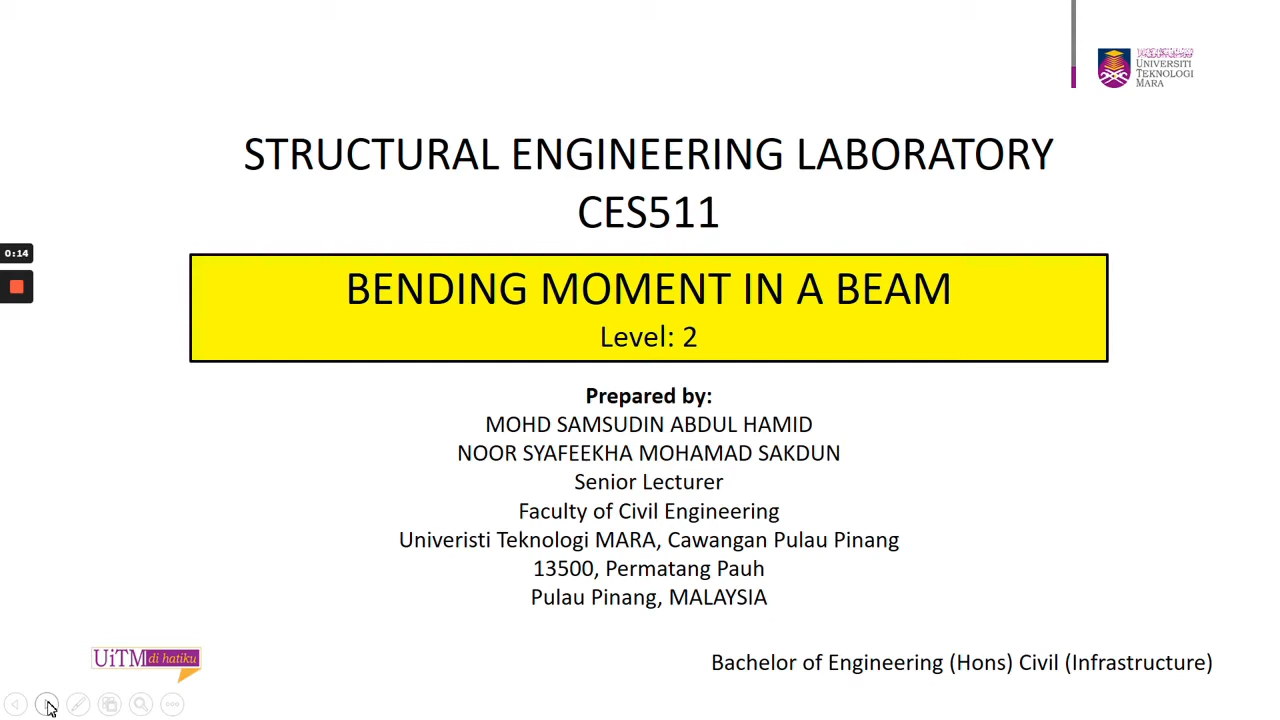 UNIVERSITI
TEKNOLOGI
MARA
STRUCTURAL ENGINEERING LABORATORY
CES511
0:14
BENDING MOMENT IN A BEAM
Level: 2
Prepared by:
MOHD SAMSUDIN ABDUL HAMID
NOOR SYAFEEKHA MOHAMAD SAKDUN
Senior Lecturer
Faculty of Civil Engineering
Univeristi Teknologi MARA, Cawangan Pulau Pinang
13500, Permatang Pauh
Pulau Pinang, MALAYSIA
UiTM di hatiku
Bachelor of Engineering (Hons) Civil (Infrastructure)